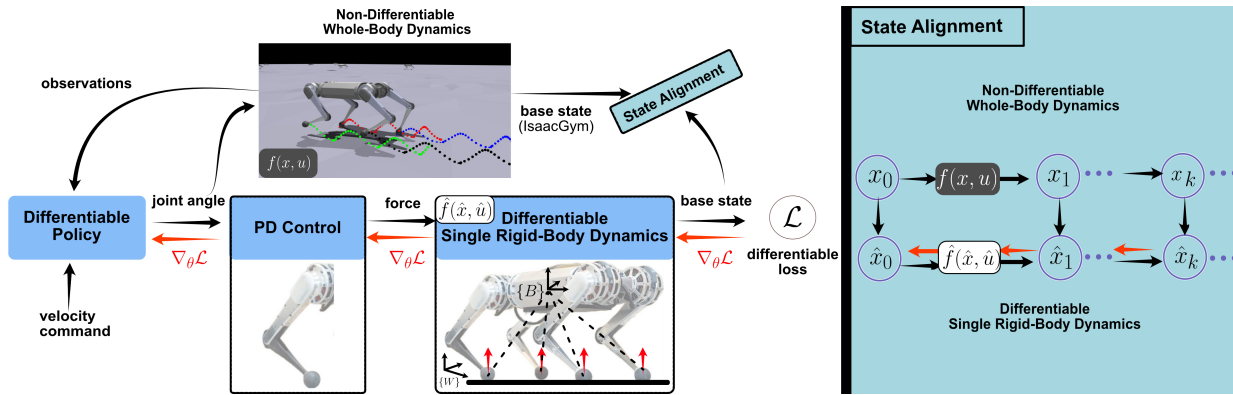 Non-Differentiable
Whole-Body Dynamics
observations
f(x, u)
base state
(IsaacGym)
State Alignment
Differentiable
Policy
joint angle
∇θℒ
velocity
command
PD Control
force
∇θℒ
f̂(x̂, û)
Differentiable
Single Rigid-Body Dynamics
{B}
{W}
base state
∇θℒ
ℒ
differentiable
loss
State Alignment
Non-Differentiable
Whole-Body Dynamics
x₀
f(x, u)
x₁
xₖ
x̂₀
f̂(x̂, û)
x̂₁
x̂ₖ
Differentiable
Single Rigid-Body Dynamics